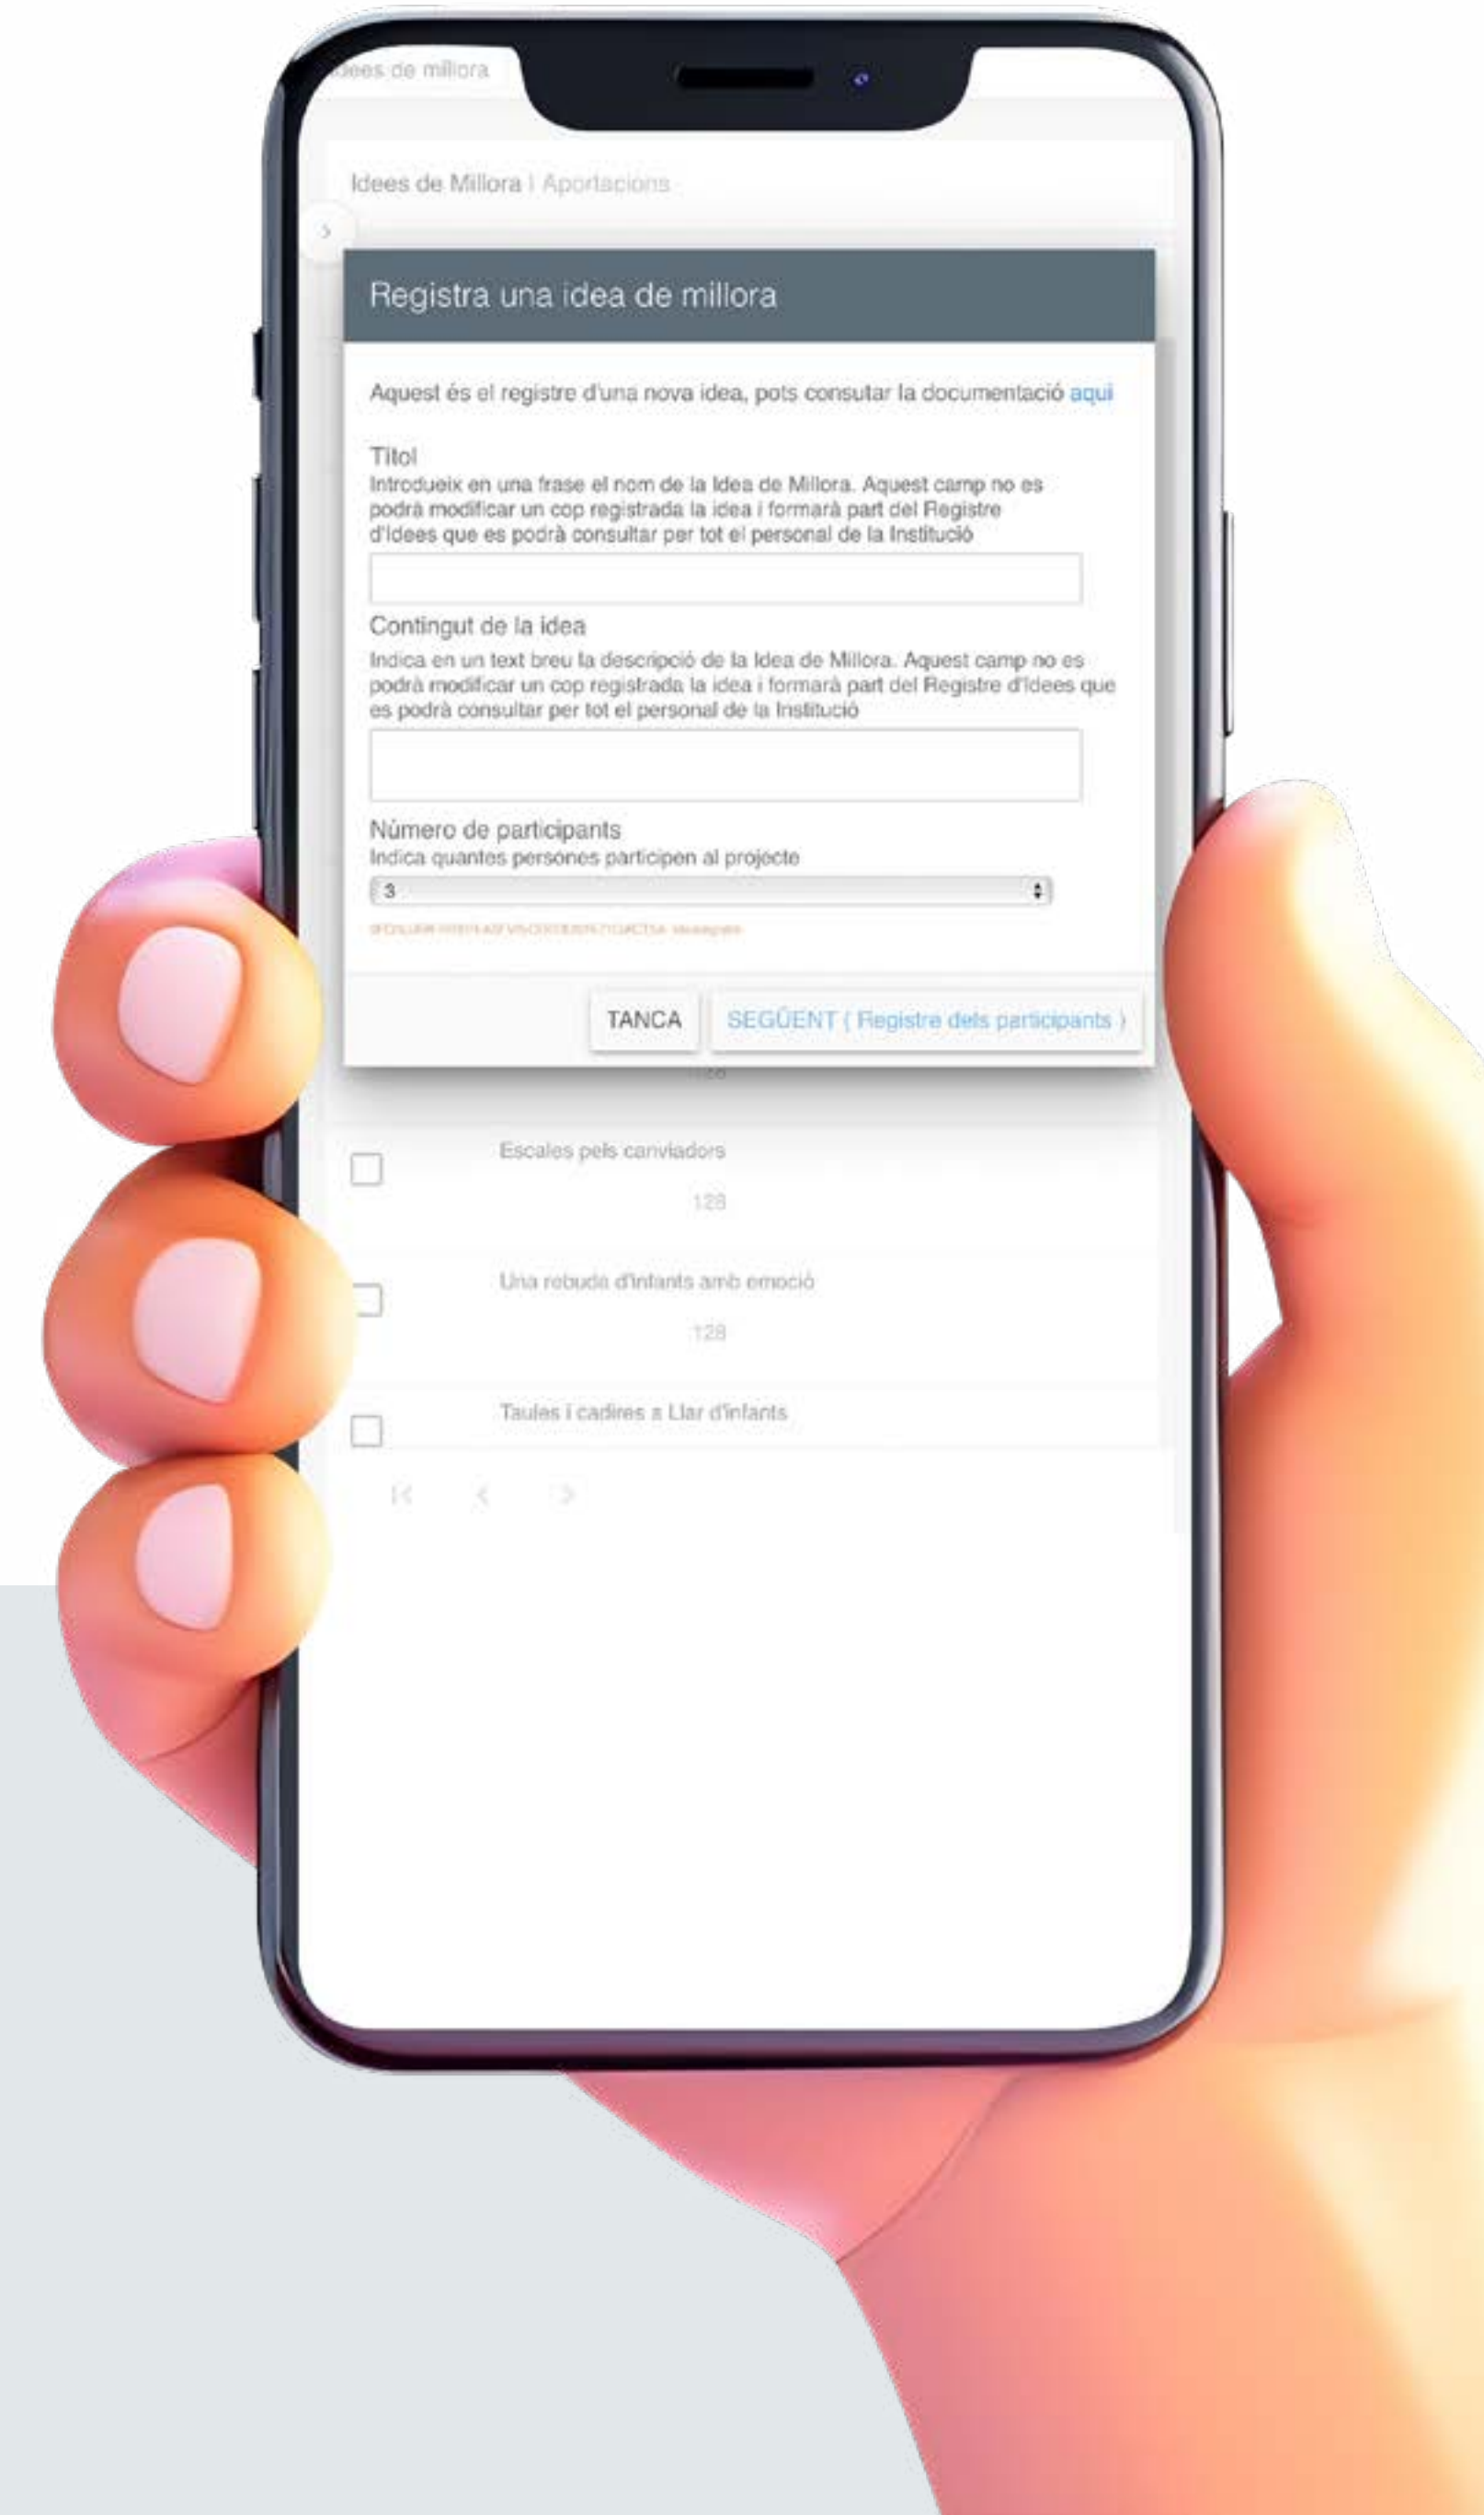 Idees de millora
Idees de Millora | Aportacions
Registra una idea de millora
Aquest és el registre d'una nova idea, pots consutar la documentació aqui
Títol
Introdueix en una frase el nom de la Idea de Millora. Aquest camp no es
podrà modificar un cop registrada la idea i formarà part del Registre
d'Idees que es podrà consultar per tot el personal de la Institució
Contingut de la idea
Indica en un text breu la descripció de la Idea de Millora. Aquest camp no es
podrà modificar un cop registrada la idea i formarà part del Registre d'Idees que
es podrà consultar per tot el personal de la Institució
Número de participants
Indica quantes persones participen al projecte
3
TANCA
SEGÜENT ( Registre dels participants )
Escales pels canviadors
128
Una rebuda d'infants amb emoció
128
Taules i cadires a Llar d'infants